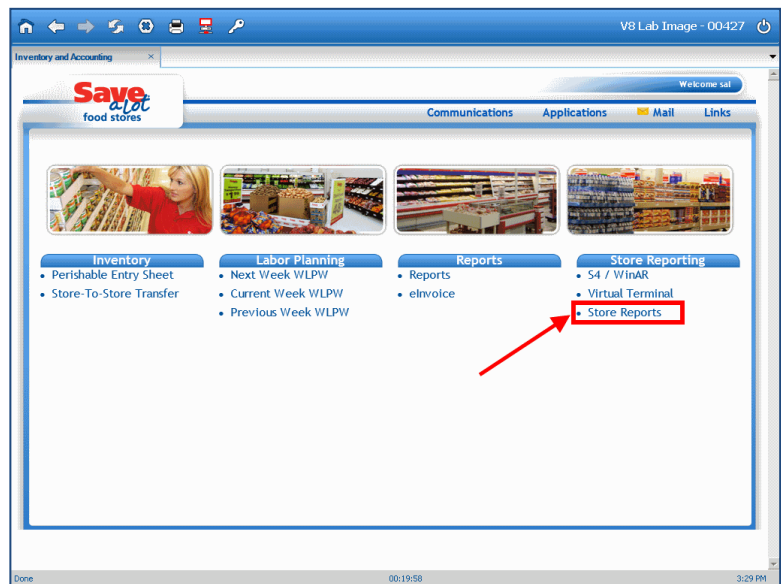 V8 Lab Image - 00427
Inventory and Accounting ×
Welcome sal
Save
a lot
food stores
Communications Applications Mail Links
Inventory
• Perishable Entry Sheet
• Store-To-Store Transfer
Labor Planning
• Next Week WLPW
• Current Week WLPW
• Previous Week WLPW
Reports
• Reports
• eInvoice
Store Reporting
• S4 / WinAR
• Virtual Terminal
• Store Reports
Done 00:19:58 3:29 PM